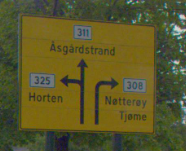 311
Åsgårdstrand
325
308
Horten
Nøtterøy
Tjøme